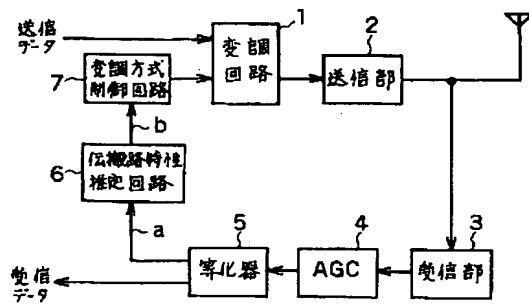 1
送信
データ
変調
回路
2
送信部
7
変調方式
制御回路
b
6
伝搬路特性
推定回路
a
5
等化器
4
AGC
3
受信部
受信
データ